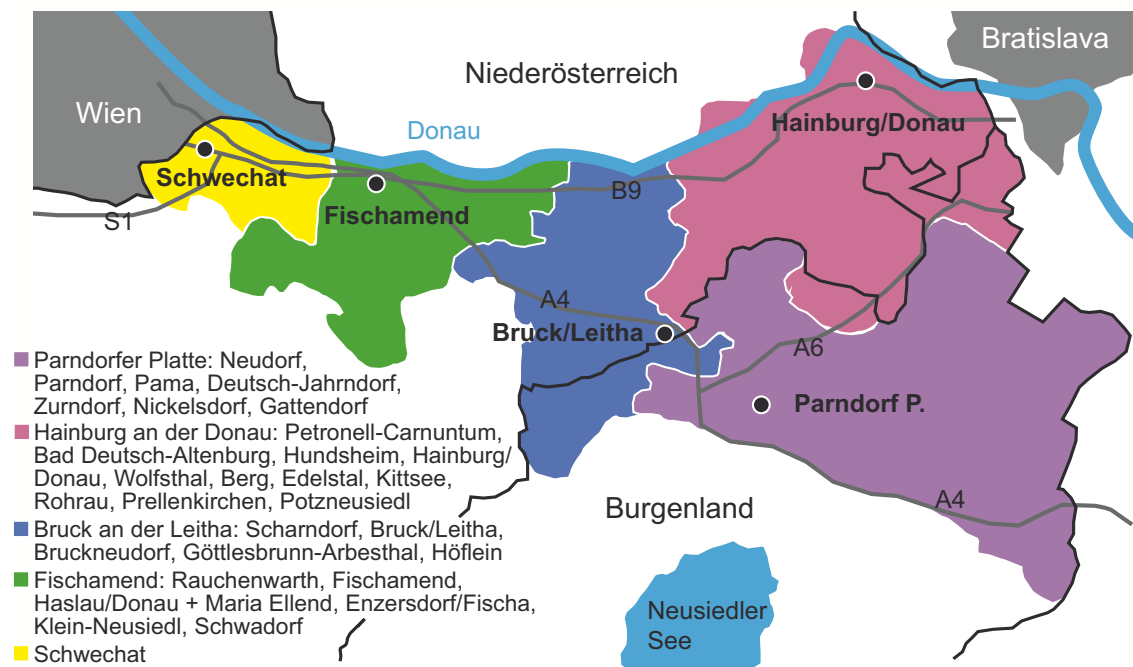 Bratislava
Niederösterreich
Wien
Donau
Hainburg/Donau
Schwechat
Fischamend
B9
S1
A4
Bruck/Leitha
A6
Parndorf P.
A4
Burgenland
Neusiedler
See
Parndorfer Platte: Neudorf,
Parndorf, Pama, Deutsch-Jahrndorf,
Zurndorf, Nickelsdorf, Gattendorf
Hainburg an der Donau: Petronell-Carnuntum,
Bad Deutsch-Altenburg, Hundsheim, Hainburg/
Donau, Wolfsthal, Berg, Edelstal, Kittsee,
Rohrau, Prellenkirchen, Potzneusiedl
Bruck an der Leitha: Scharndorf, Bruck/Leitha,
Bruckneudorf, Göttlesbrunn-Arbesthal, Höflein
Fischamend: Rauchenwarth, Fischamend,
Haslau/Donau + Maria Ellend, Enzersdorf/Fischa,
Klein-Neusiedl, Schwadorf
Schwechat